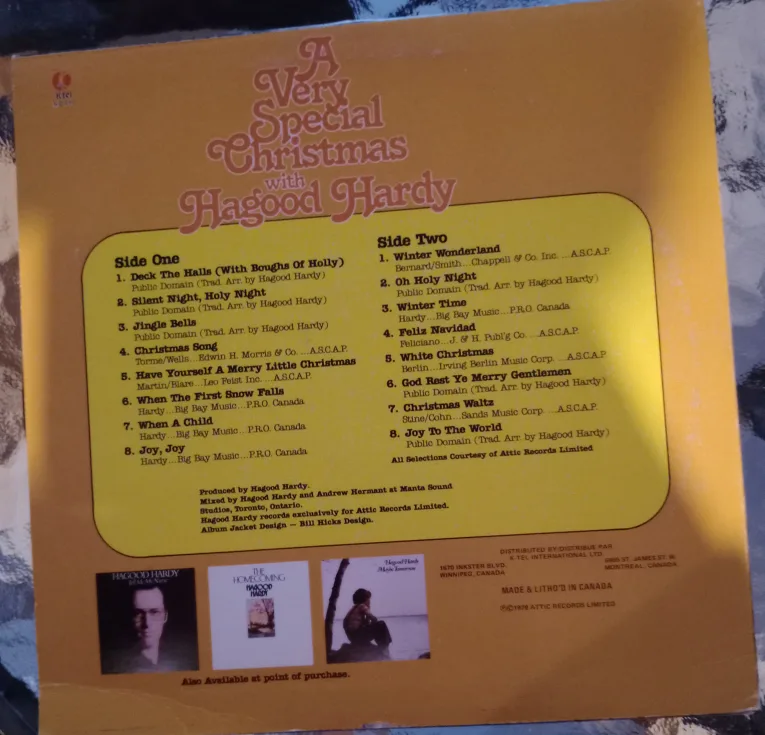 A
Very
Special
Christmas
with
Hagood Hardy
Side One
1. Deck The Halls (With Boughs Of Holly)
Public Domain (Trad. Arr. by Hagood Hardy)
2. Silent Night, Holy Night
Public Domain (Trad. Arr. by Hagood Hardy)
3. Jingle Bells
Public Domain (Trad. Arr. by Hagood Hardy)
4. Christmas Song
Torme/Wells...Edwin H. Morris & Co. ...A.S.C.A.P.
5. Have Yourself A Merry Little Christmas
Martin/Blare...Leo Feist Inc. ...A.S.C.A.P.
6. When The First Snow Falls
Hardy...Big Bay Music...P.R.O. Canada
7. When A Child
Hardy...Big Bay Music...P.R.O. Canada
8. Joy, Joy
Hardy...Big Bay Music...P.R.O. Canada
Side Two
1. Winter Wonderland
Bernard/Smith...Chappell & Co. Inc. ...A.S.C.A.P.
2. Oh Holy Night
Public Domain (Trad. Arr. by Hagood Hardy)
3. Winter Time
Hardy...Big Bay Music...P.R.O. Canada
4. Feliz Navidad
Feliciano...J. & H. Publ'g Co. ...A.S.C.A.P.
5. White Christmas
Berlin...Irving Berlin Music Corp. ...A.S.C.A.P
6. God Rest Ye Merry Gentlemen
Public Domain (Trad. Arr. by Hagood Hardy)
7. Christmas Waltz
Stine/Cohn...Sands Music Corp. ...A.S.C.A.P.
8. Joy To The World
Public Domain (Trad. Arr. by Hagood Hardy)
All Selections Courtesy of Attic Records Limited
Produced by Hagood Hardy.
Mixed by Hagood Hardy and Andrew Hermant at Manta Sound
Studios, Toronto, Ontario.
Hagood Hardy records exclusively for Attic Records Limited.
Album Jacket Design — Bill Hicks Design.
HAGOOD HARDY
THE
HOMECOMING
HAGOOD
HARDY
Hagood Hardy
Maybe Tomorrow
Also Available at point of purchase.
DISTRIBUTED BY/DISTRIBUE PAR
K-TEL INTERNATIONAL LTD.
1670 INKSTER BLVD.
WINNIPEG, CANADA
ST. JAMES ST. W.
MONTREAL, CANADA
MADE & LITHO'D IN CANADA
ATTIC RECORDS LIMITED